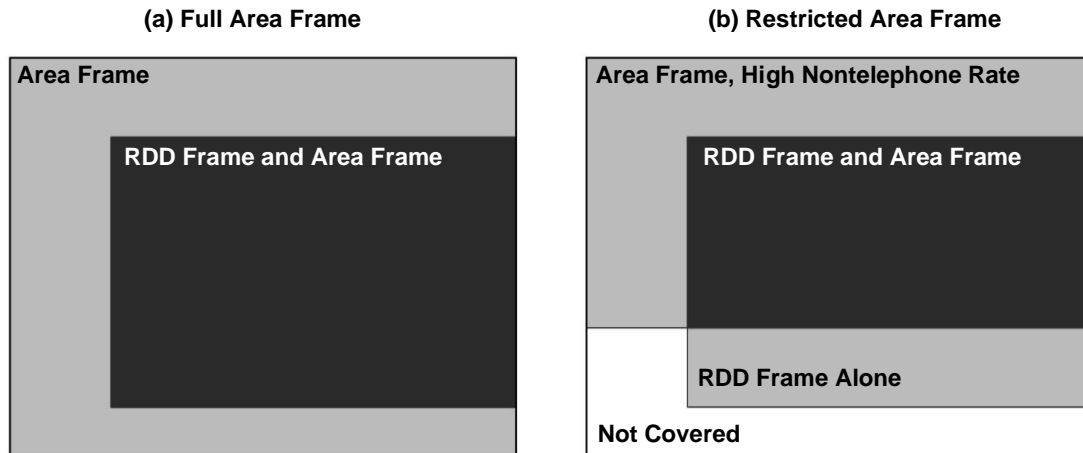 (a) Full Area Frame
Area Frame
RDD Frame and Area Frame
(b) Restricted Area Frame
Area Frame, High Nontelephone Rate
RDD Frame and Area Frame
RDD Frame Alone
Not Covered